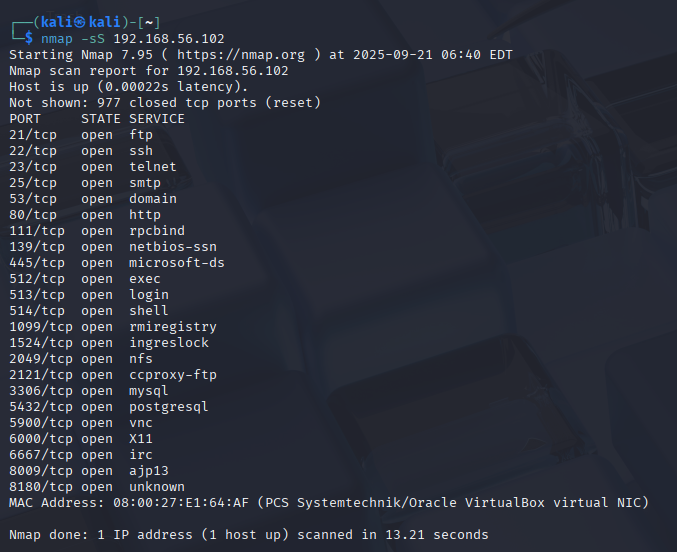 ┌──(kali㉿kali)-[~]
└─$ nmap -sS 192.168.56.102
Starting Nmap 7.95 ( https://nmap.org ) at 2025-09-21 06:40 EDT
Nmap scan report for 192.168.56.102
Host is up (0.00022s latency).
Not shown: 977 closed tcp ports (reset)
PORT     STATE SERVICE
21/tcp   open  ftp
22/tcp   open  ssh
23/tcp   open  telnet
25/tcp   open  smtp
53/tcp   open  domain
80/tcp   open  http
111/tcp  open  rpcbind
139/tcp  open  netbios-ssn
445/tcp  open  microsoft-ds
512/tcp  open  exec
513/tcp  open  login
514/tcp  open  shell
1099/tcp open  rmiregistry
1524/tcp open  ingreslock
2049/tcp open  nfs
2121/tcp open  ccproxy-ftp
3306/tcp open  mysql
5432/tcp open  postgresql
5900/tcp open  vnc
6000/tcp open  X11
6667/tcp open  irc
8009/tcp open  ajp13
8180/tcp open  unknown
MAC Address: 08:00:27:E1:64:AF (PCS Systemtechnik/Oracle VirtualBox virtual NIC)
Nmap done: 1 IP address (1 host up) scanned in 13.21 seconds